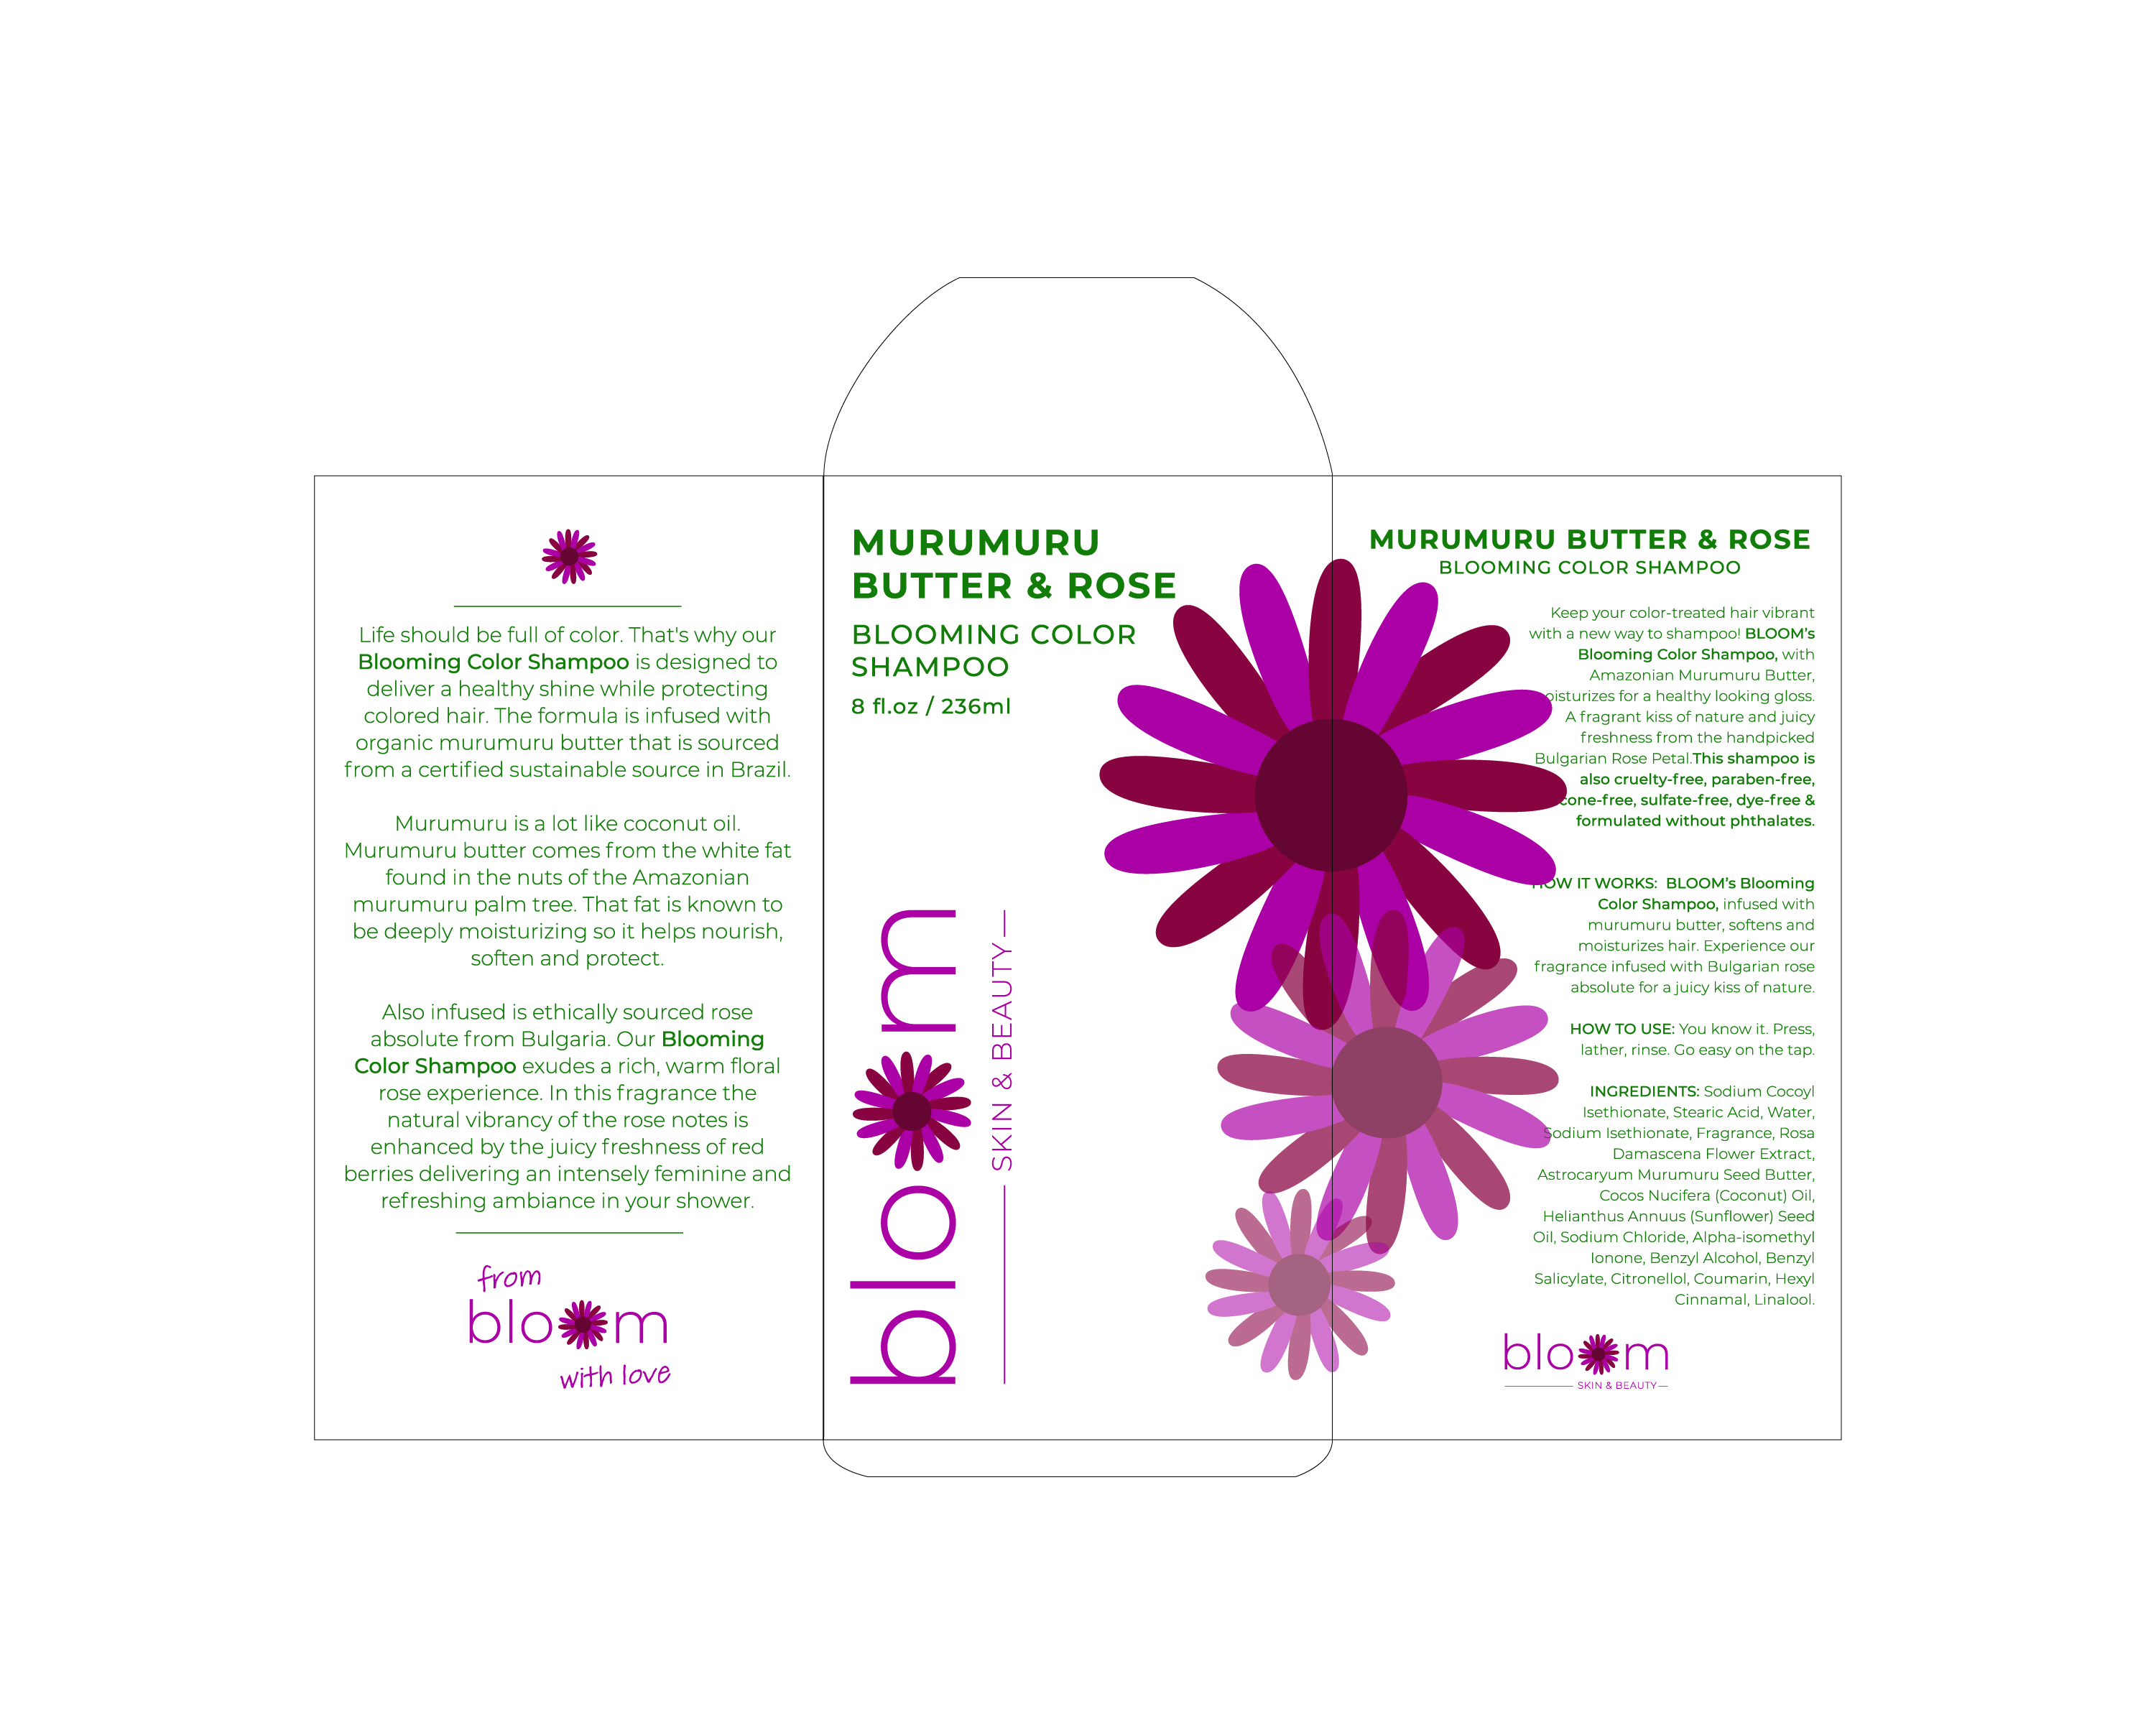 Life should be full of color. That's why our
Blooming Color Shampoo is designed to
deliver a healthy shine while protecting
colored hair. The formula is infused with
organic murumuru butter that is sourced
from a certified sustainable source in Brazil.
Murumuru is a lot like coconut oil.
Murumuru butter comes from the white fat
found in the nuts of the Amazonian
murumuru palm tree. That fat is known to
be deeply moisturizing so it helps nourish,
soften and protect.
Also infused is ethically sourced rose
absolute from Bulgaria. Our Blooming
Color Shampoo exudes a rich, warm floral
rose experience. In this fragrance the
natural vibrancy of the rose notes is
enhanced by the juicy freshness of red
berries delivering an intensely feminine and
refreshing ambiance in your shower.
from
bloom
with love
MURUMURU
BUTTER & ROSE
BLOOMING COLOR
SHAMPOO
8 fl.oz / 236ml
bloom
SKIN & BEAUTY
MURUMURU BUTTER & ROSE
BLOOMING COLOR SHAMPOO
Keep your color-treated hair vibrant
with a new way to shampoo! BLOOM's
Blooming Color Shampoo, with
Amazonian Murumuru Butter,
for a healthy looking gloss.
A fragrant kiss of nature and juicy
freshness from the handpicked
Bulgarian Rose Petal.This shampoo is
also cruelty-free, paraben-free,
sulfate-free, dye-free &
formulated without phthalates.
HOW IT WORKS: BLOOM's Blooming
Color Shampoo, infused with
murumuru butter, softens and
moisturizes hair. Experience our
fragrance infused with Bulgarian rose
absolute for a juicy kiss of nature.
HOW TO USE: You know it. Press,
lather, rinse. Go easy on the tap.
INGREDIENTS: Sodium Cocoyl
Isethionate, Stearic Acid, Water,
Sodium Isethionate, Fragrance, Rosa
Damascena Flower Extract,
Astrocaryum Murumuru Seed Butter,
Cocos Nucifera (Coconut) Oil,
Helianthus Annuus (Sunflower) Seed
Oil, Sodium Chloride, Alpha-isomethyl
Ionone, Benzyl Alcohol, Benzyl
Salicylate, Citronellol, Coumarin, Hexyl
Cinnamal, Linalool.
bloom
SKIN & BEAUTY